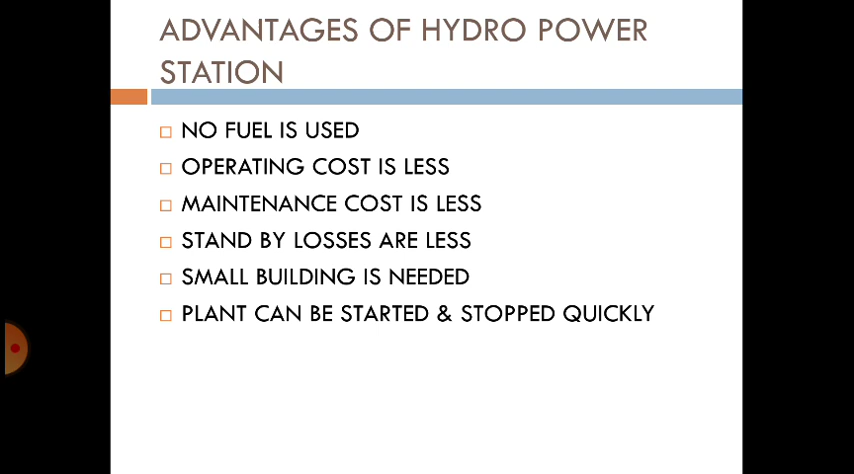 ADVANTAGES OF HYDRO POWER
STATION
NO FUEL IS USED
OPERATING COST IS LESS
MAINTENANCE COST IS LESS
STAND BY LOSSES ARE LESS
SMALL BUILDING IS NEEDED
PLANT CAN BE STARTED & STOPPED QUICKLY